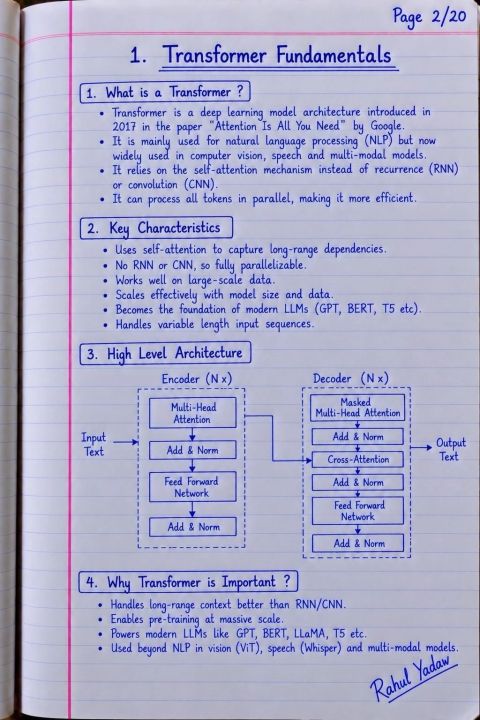 Page 2/20
1. Transformer Fundamentals
1. What is a Transformer ?
• Transformer is a deep learning model architecture introduced in
2017 in the paper "Attention Is All You Need" by Google.
• It is mainly used for natural language processing (NLP) but now
widely used in computer vision, speech and multi-modal models.
• It relies on the self-attention mechanism instead of recurrence (RNN)
or convolution (CNN).
• It can process all tokens in parallel, making it more efficient.
2. Key Characteristics
• Uses self-attention to capture long-range dependencies.
• No RNN or CNN, so fully parallelizable.
• Works well on large-scale data.
• Scales effectively with model size and data.
• Becomes the foundation of modern LLMs (GPT, BERT, T5 etc).
• Handles variable length input sequences.
3. High Level Architecture
Encoder (N x)
Input
Text
Multi-Head
Attention
Add & Norm
Feed Forward
Network
Add & Norm
Decoder (N x)
Masked
Multi-Head Attention
Add & Norm
Cross-Attention
Add & Norm
Feed Forward
Network
Add & Norm
Output
Text
4. Why Transformer is Important ?
• Handles long-range context better than RNN/CNN.
• Enables pre-training at massive scale.
• Powers modern LLMs like GPT, BERT, LLaMA, T5 etc.
• Used beyond NLP in vision (ViT), speech (Whisper) and multi-modal models.
Rahul Yadaw